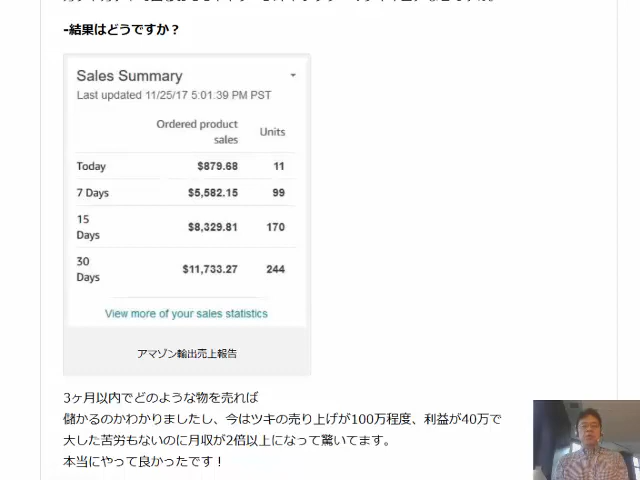 -結果はどうですか？
Sales Summary
Last updated 11/25/17 5:01:39 PM PST
Ordered product sales Units
Today $879.68 11
7 Days $5,582.15 99
15 Days $8,329.81 170
30 Days $11,733.27 244
View more of your sales statistics
アマゾン輸出売上報告
3ヶ月以内でどのような物を売れば
儲かるのかわかりましたし、今はツキの売り上げが100万程度、利益が40万で
大した苦労もないのに月収が2倍以上になって驚いてます。
本当にやって良かったです！